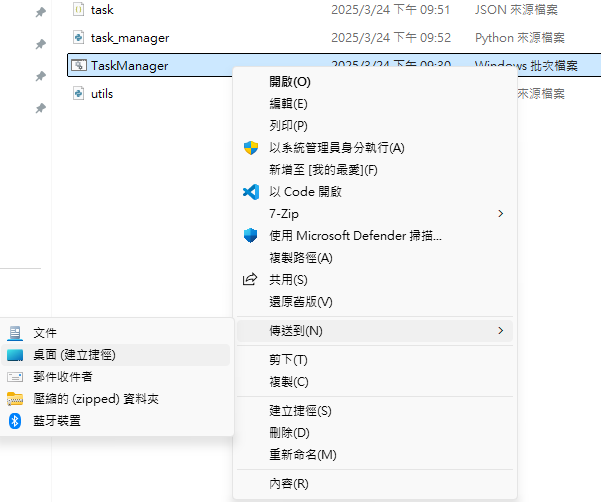 task 2025/3/24 下午 09:51 JSON 來源檔案
task_manager 2025/3/24 下午 09:52 Python 來源檔案
TaskManager 2025/3/24 下午 09:30 Windows 批次檔案
utils 來源檔案
開啟(O)
編輯(E)
列印(P)
以系統管理員身分執行(A)
新增至 [我的最愛](F)
以 Code 開啟
7-Zip
使用 Microsoft Defender 掃描...
複製路徑(A)
共用(S)
還原舊版(V)
傳送到(N)
剪下(T)
複製(C)
建立捷徑(S)
刪除(D)
重新命名(M)
內容(R)
文件
桌面 (建立捷徑)
郵件收件者
壓縮的 (zipped) 資料夾
藍牙裝置